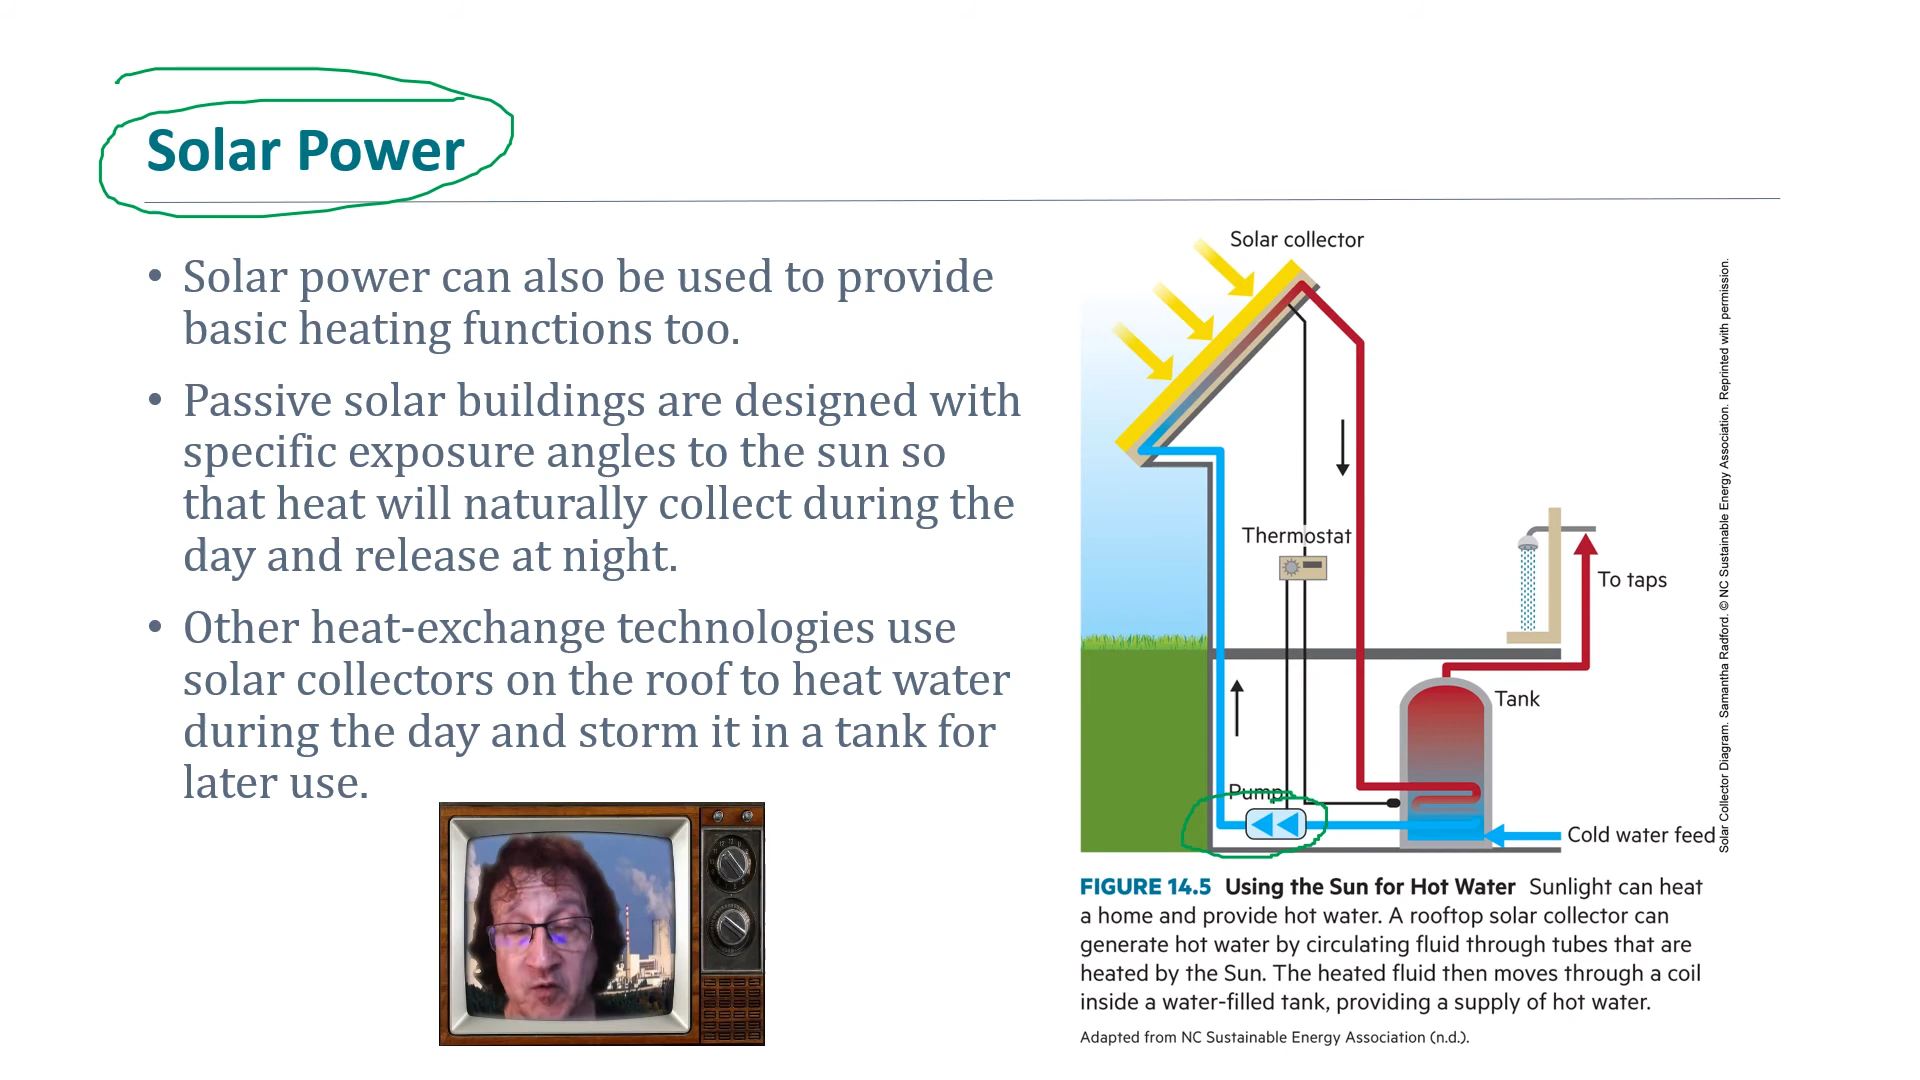 Solar Power
• Solar power can also be used to provide
basic heating functions too.
• Passive solar buildings are designed with
specific exposure angles to the sun so
that heat will naturally collect during the
day and release at night.
• Other heat-exchange technologies use
solar collectors on the roof to heat water
during the day and storm it in a tank for
later use.
Solar collector
Thermostat
To taps
Tank
Pump
Cold water feed
Solar Collector Diagram. Samantha Radford. © NC Sustainable Energy Association. Reprinted with permission.
FIGURE 14.5 Using the Sun for Hot Water Sunlight can heat
a home and provide hot water. A rooftop solar collector can
generate hot water by circulating fluid through tubes that are
heated by the Sun. The heated fluid then moves through a coil
inside a water-filled tank, providing a supply of hot water.
Adapted from NC Sustainable Energy Association (n.d.).